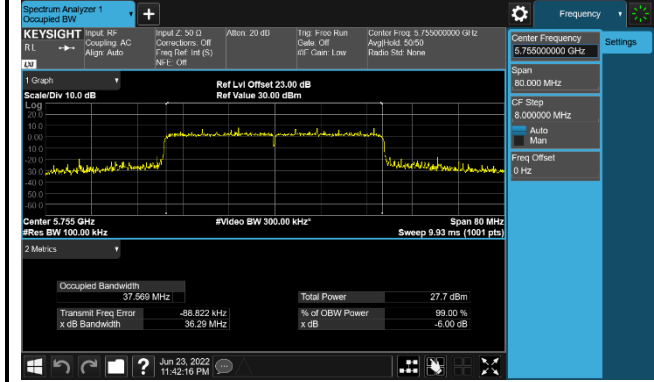 Spectrum Analyzer 1
Occupied BW
+
Frequency
KEYSIGHT
RL
Input: RF
Coupling: AC
Align: Auto
Input Z: 50 Ω
Corrections: Off
Freq Ref: Int (S)
NFE: Off
Atten: 20 dB
Trig: Free Run
Gate: Off
#IF Gain: Low
Center Freq: 5.755000000 GHz
Avg|Hold: 50/50
Radio Std: None
LXI
Center Frequency
5.755000000 GHz
Settings
Span
80.000 MHz
CF Step
8.000000 MHz
Auto
Man
Freq Offset
0 Hz
1 Graph
Scale/Div 10.0 dB
Ref Lvl Offset 23.00 dB
Ref Value 30.00 dBm
Log
20.0
10.0
0.00
-10.0
-20.0
-30.0
-40.0
-50.0
-60.0
Center 5.755 GHz
#Res BW 100.00 kHz
#Video BW 300.00 kHz*
Span 80 MHz
Sweep 9.93 ms (1001 pts)
2 Metrics
Occupied Bandwidth
37.569 MHz
Transmit Freq Error -88.822 kHz
x dB Bandwidth 36.29 MHz
Total Power 27.7 dBm
% of OBW Power 99.00 %
x dB -6.00 dB
?
Jun 23, 2022
11:42:16 PM